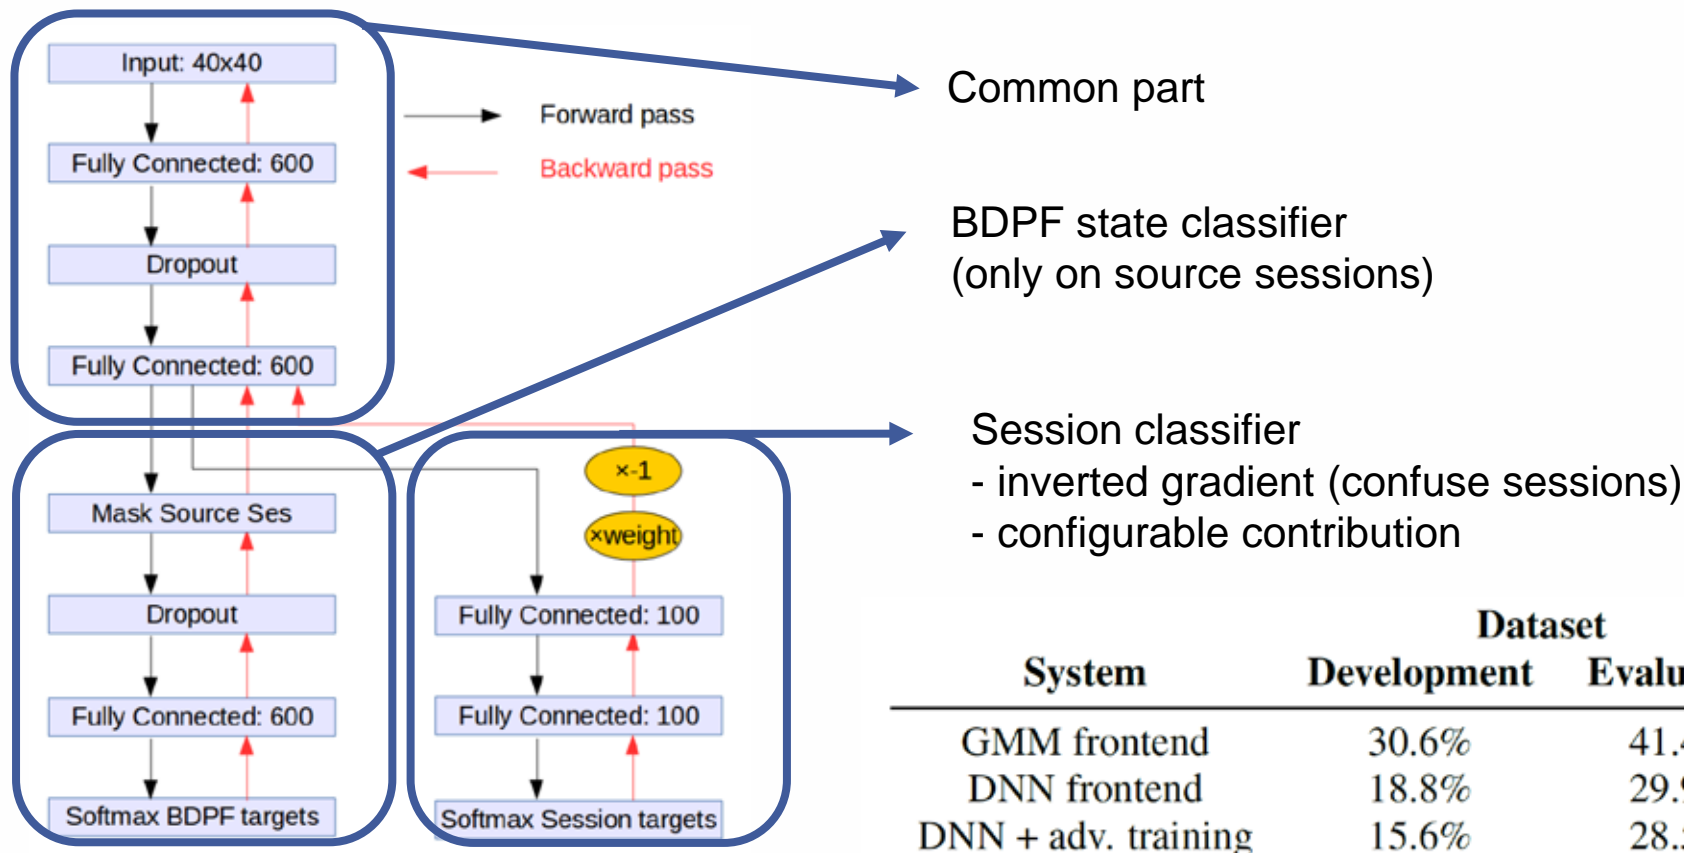 Input: 40x40
Fully Connected: 600
Dropout
Fully Connected: 600
Forward pass
Backward pass
Common part
BDPF state classifier
(only on source sessions)
Mask Source Ses
Dropout
Fully Connected: 600
Softmax BDPF targets
×-1
×weight
Fully Connected: 100
Fully Connected: 100
Softmax Session targets
Session classifier
- inverted gradient (confuse sessions)
- configurable contribution
Dataset
System Development
GMM frontend 30.6%
DNN frontend 18.8%
DNN + adv. training 15.6%